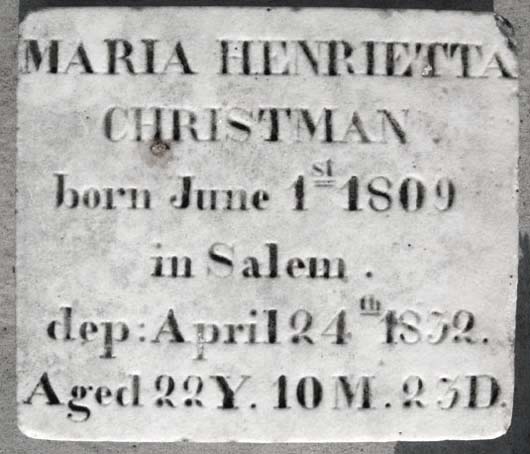 MARIA HENRIETTA
CHRISTMAN.
born June 1st 1809
in Salem.
dep: April 24th 1832.
Aged 22Y. 10M. 23D.